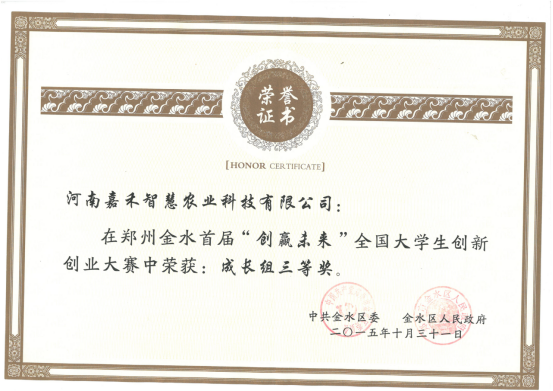 荣誉
证书
[HONOR CERTIFICATE]
河南嘉禾智慧农业科技有限公司：
在郑州金水首届“创赢未来”全国大学生创新
创业大赛中荣获：成长组三等奖。
中共金水区委 金水区人民政府
二〇一五年十月三十一日